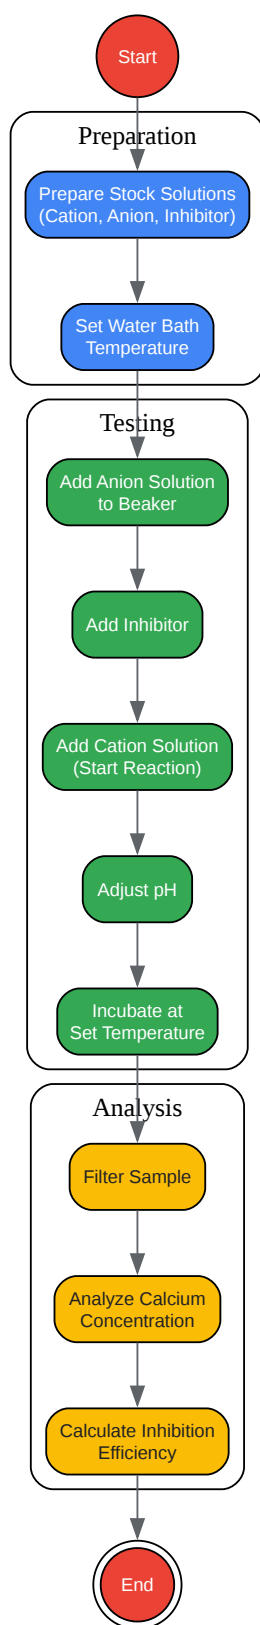 Start
Preparation
Prepare Stock Solutions
(Cation, Anion, Inhibitor)
Set Water Bath
Temperature
Testing
Add Anion Solution
to Beaker
Add Inhibitor
Add Cation Solution
(Start Reaction)
Adjust pH
Incubate at
Set Temperature
Analysis
Filter Sample
Analyze Calcium
Concentration
Calculate Inhibition
Efficiency
End